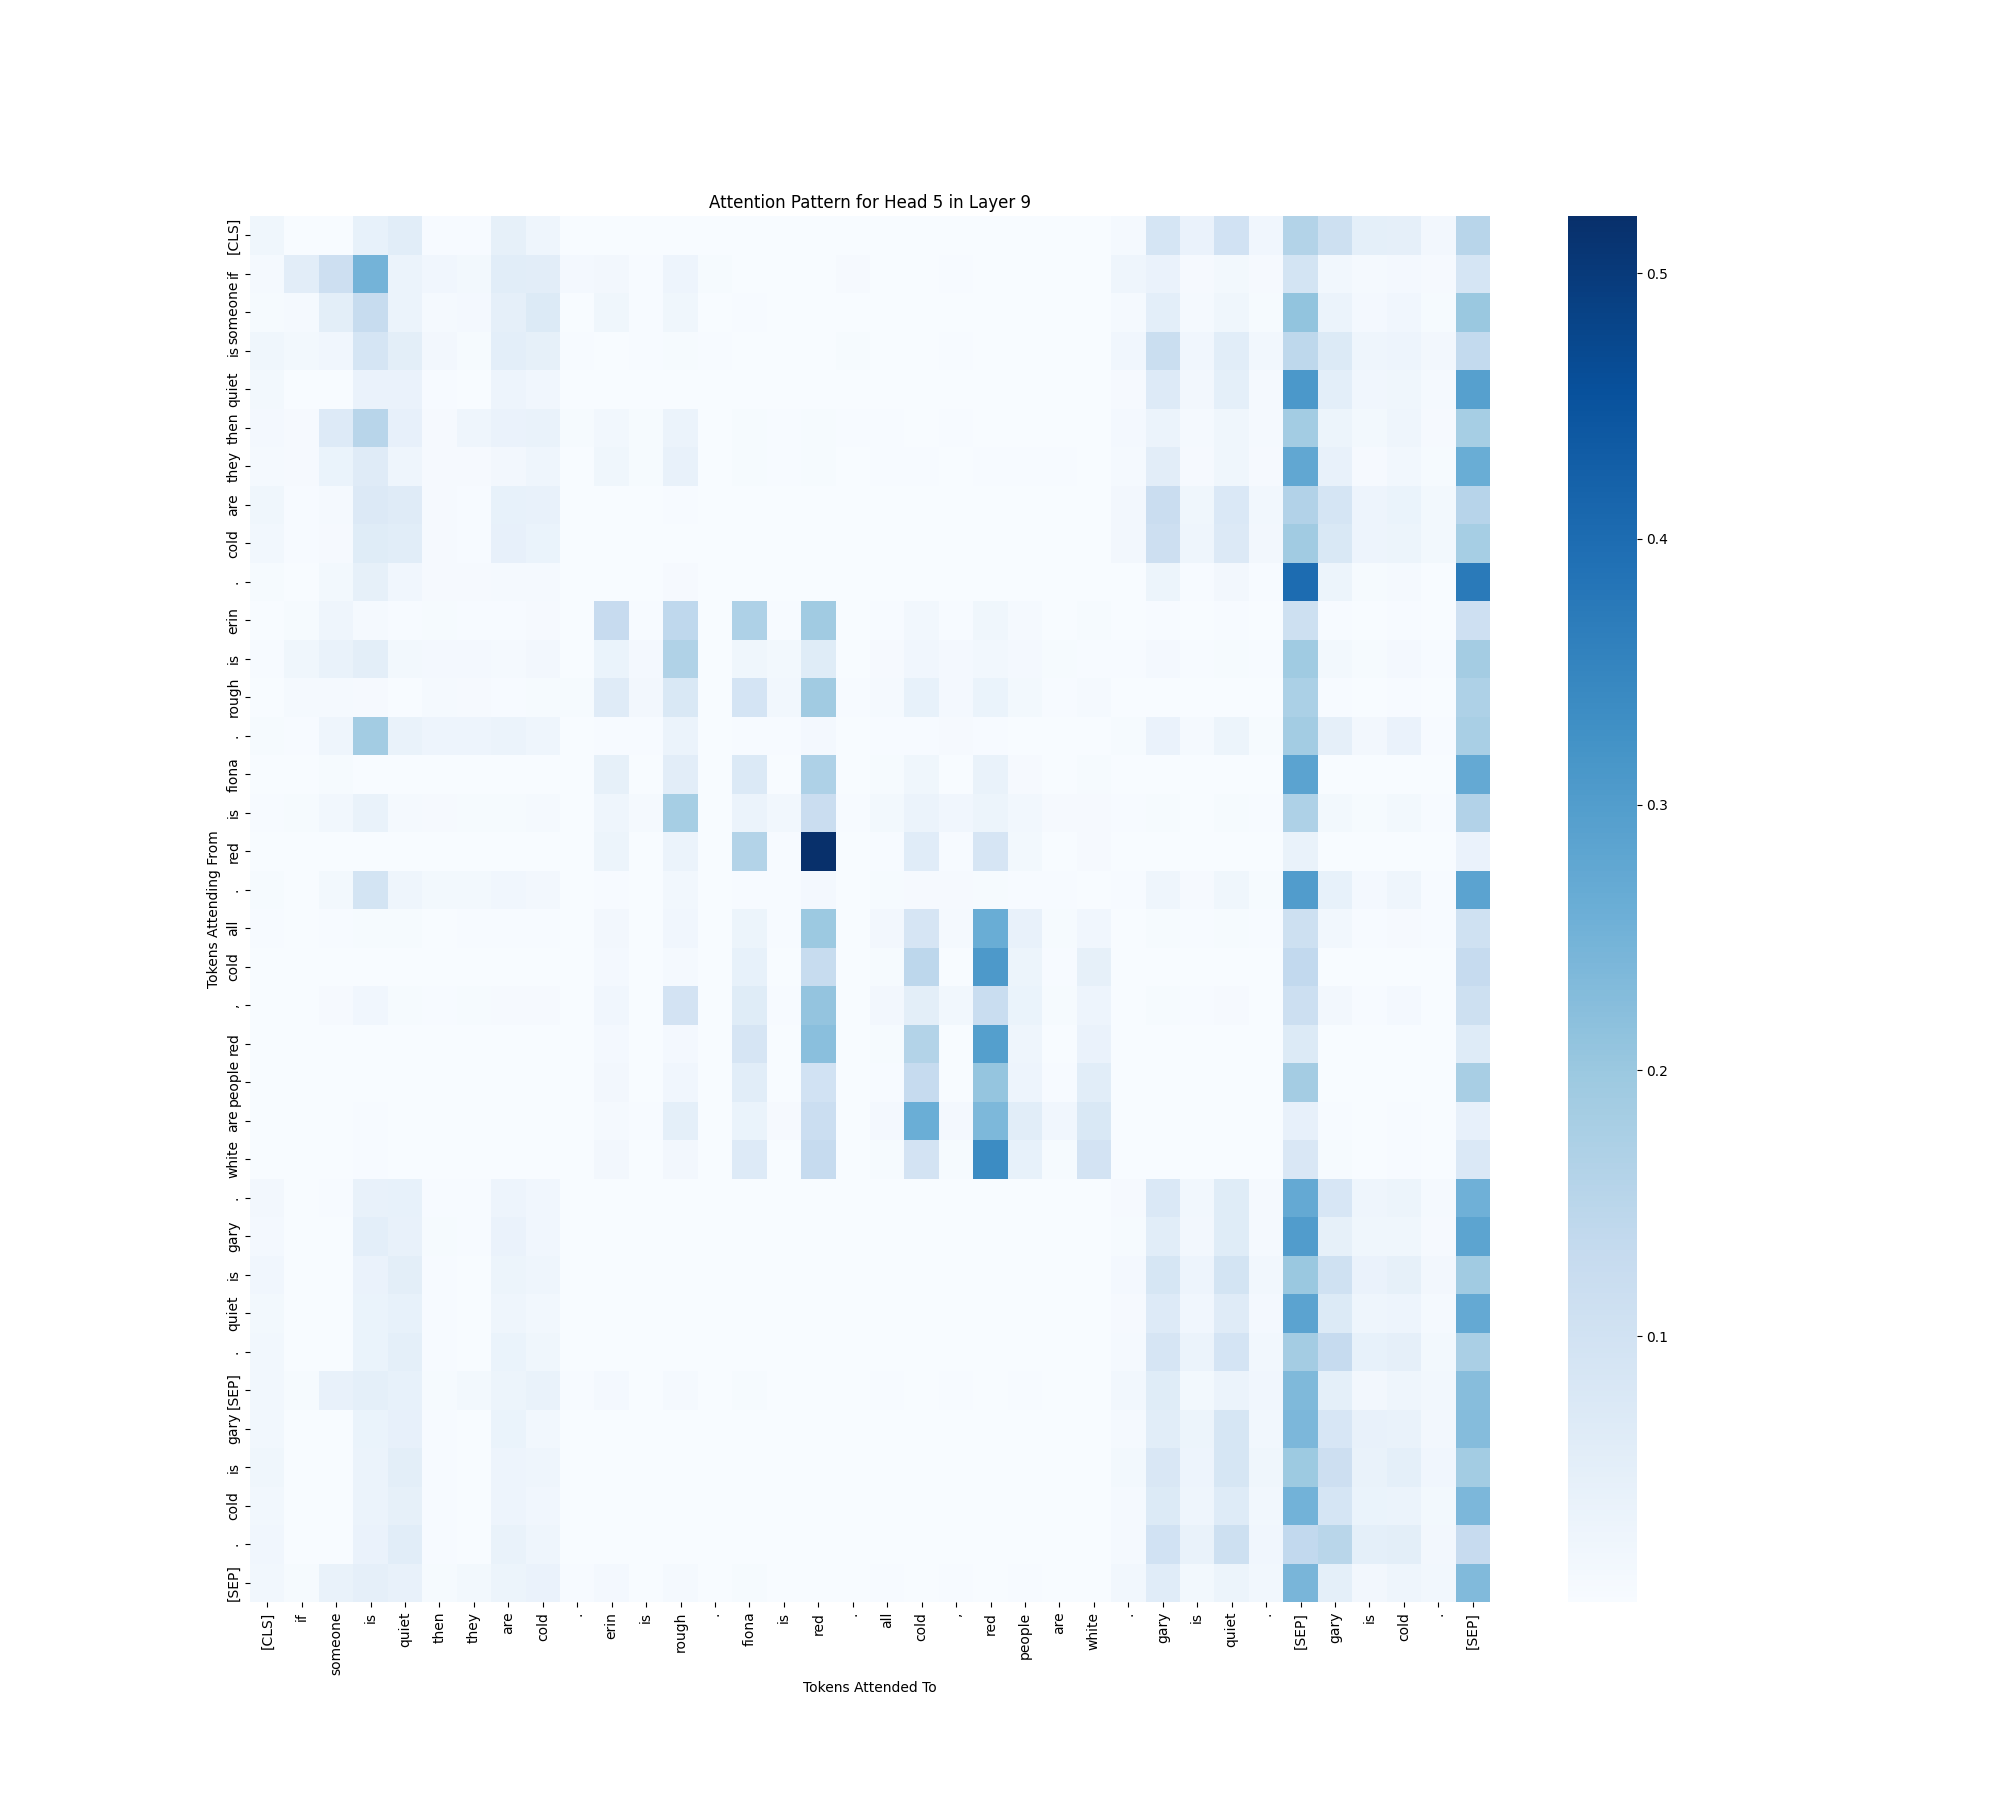 Attention Pattern for Head 5 in Layer 9
Tokens Attending From
[CLS]
if
someone
is
quiet
then
they
are
cold
.
erin
is
rough
.
fiona
is
red
.
all
cold
,
red
people
are
white
.
gary
is
quiet
.
[SEP]
gary
is
cold
.
[SEP]
[CLS]
if
someone
is
quiet
then
they
are
cold
.
erin
is
rough
.
fiona
is
red
.
all
cold
,
red
people
are
white
.
gary
is
quiet
.
[SEP]
gary
is
cold
.
[SEP]
Tokens Attended To
0.5
0.4
0.3
0.2
0.1